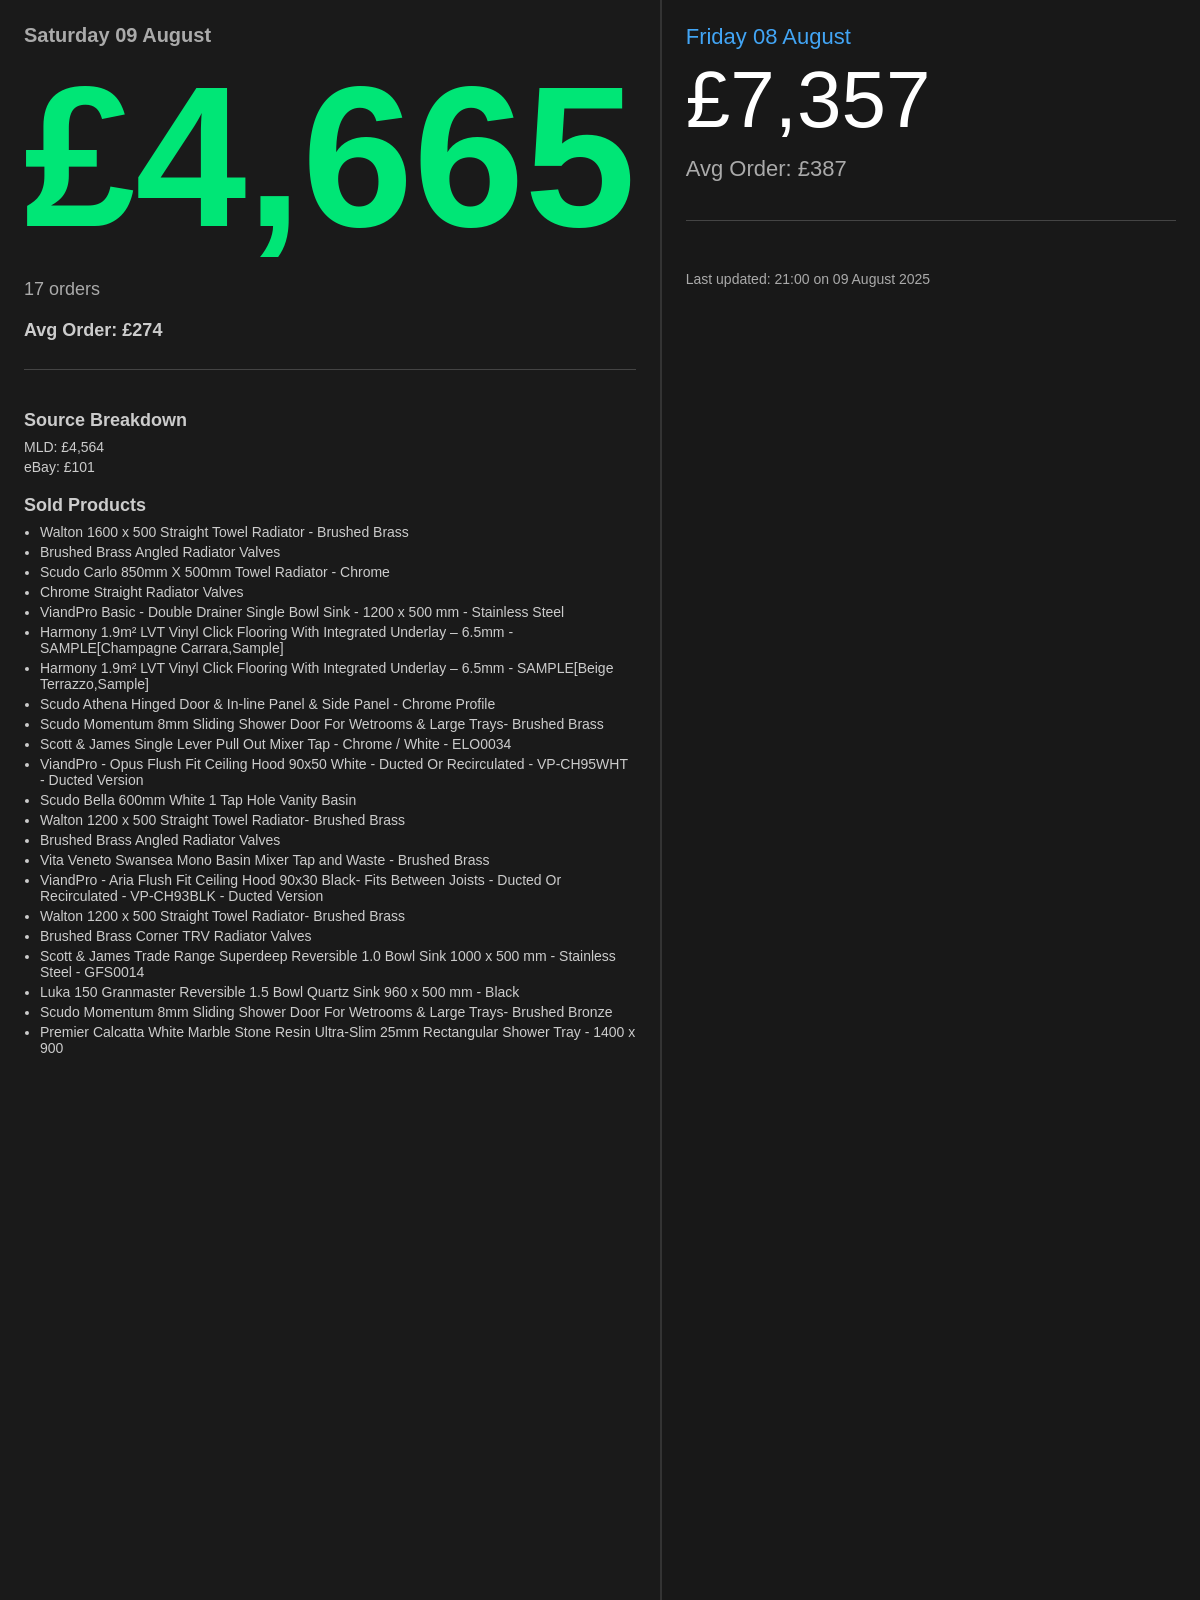 Saturday 09 August
£4,665
17 orders
Avg Order: £274
Source Breakdown
MLD: £4,564
eBay: £101
Sold Products
• Walton 1600 x 500 Straight Towel Radiator - Brushed Brass
• Brushed Brass Angled Radiator Valves
• Scudo Carlo 850mm X 500mm Towel Radiator - Chrome
• Chrome Straight Radiator Valves
• ViandPro Basic - Double Drainer Single Bowl Sink - 1200 x 500 mm - Stainless Steel
• Harmony 1.9m² LVT Vinyl Click Flooring With Integrated Underlay – 6.5mm -
SAMPLE[Champagne Carrara,Sample]
• Harmony 1.9m² LVT Vinyl Click Flooring With Integrated Underlay – 6.5mm - SAMPLE[Beige
Terrazzo,Sample]
• Scudo Athena Hinged Door & In-line Panel & Side Panel - Chrome Profile
• Scudo Momentum 8mm Sliding Shower Door For Wetrooms & Large Trays- Brushed Brass
• Scott & James Single Lever Pull Out Mixer Tap - Chrome / White - ELO0034
• ViandPro - Opus Flush Fit Ceiling Hood 90x50 White - Ducted Or Recirculated - VP-CH95WHT
- Ducted Version
• Scudo Bella 600mm White 1 Tap Hole Vanity Basin
• Walton 1200 x 500 Straight Towel Radiator- Brushed Brass
• Brushed Brass Angled Radiator Valves
• Vita Veneto Swansea Mono Basin Mixer Tap and Waste - Brushed Brass
• ViandPro - Aria Flush Fit Ceiling Hood 90x30 Black- Fits Between Joists - Ducted Or
Recirculated - VP-CH93BLK - Ducted Version
• Walton 1200 x 500 Straight Towel Radiator- Brushed Brass
• Brushed Brass Corner TRV Radiator Valves
• Scott & James Trade Range Superdeep Reversible 1.0 Bowl Sink 1000 x 500 mm - Stainless
Steel - GFS0014
• Luka 150 Granmaster Reversible 1.5 Bowl Quartz Sink 960 x 500 mm - Black
• Scudo Momentum 8mm Sliding Shower Door For Wetrooms & Large Trays- Brushed Bronze
• Premier Calcatta White Marble Stone Resin Ultra-Slim 25mm Rectangular Shower Tray - 1400 x
900
Friday 08 August
£7,357
Avg Order: £387
Last updated: 21:00 on 09 August 2025